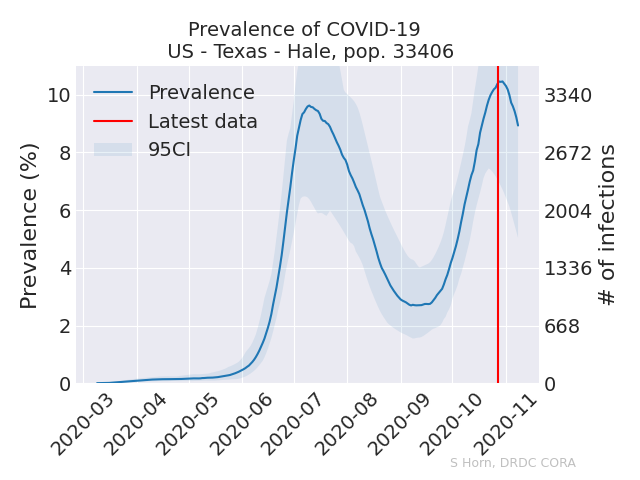 Prevalence of COVID-19
US - Texas - Hale, pop. 33406
Prevalence
Latest data
95CI
Prevalence (%)
10
8
6
4
2
0
# of infections
3340
2672
2004
1336
668
0
2020-03
2020-04
2020-05
2020-06
2020-07
2020-08
2020-09
2020-10
2020-11
S Horn, DRDC CORA